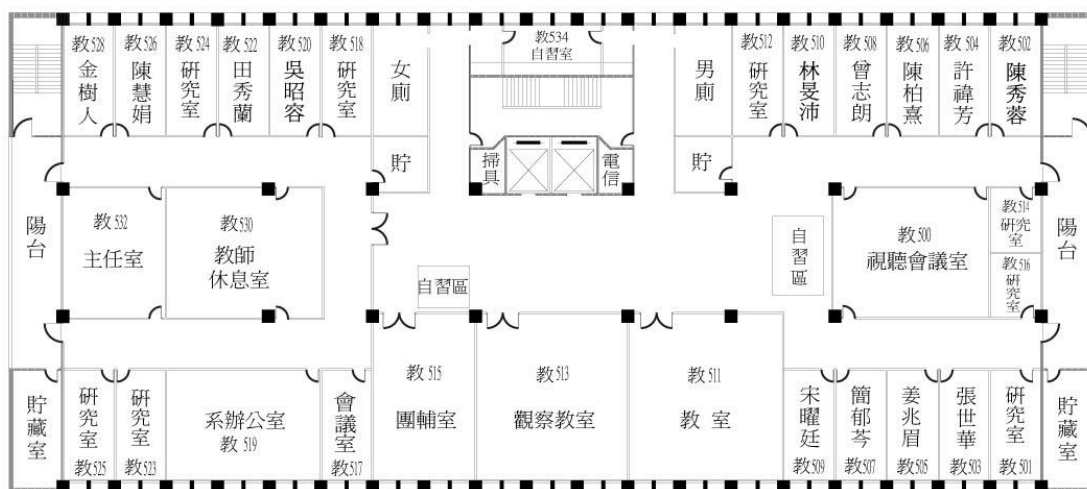 教528
金樹人
教526
陳慧娟
教524
研究室
教522
田秀蘭
教520
吳昭容
教518
研究室
女廁
教534
自習室
男廁
教512
研究室
教510
林旻沛
教508
曾志朗
教506
陳柏熹
教504
許禕芳
教502
陳秀蓉
貯
掃具
電信
貯
陽台
教532
主任室
教530
教師
休息室
自習區
自習區
教500
視聽會議室
教514
研究室
教516
研究室
陽台
貯藏室
研究室
教525
研究室
教523
系辦公室
教519
會議室
教517
教515
團輔室
教513
觀察教室
教511
教室
宋曜廷
教509
簡郁芩
教507
姜兆眉
教505
張世華
教503
研究室
教501
貯藏室